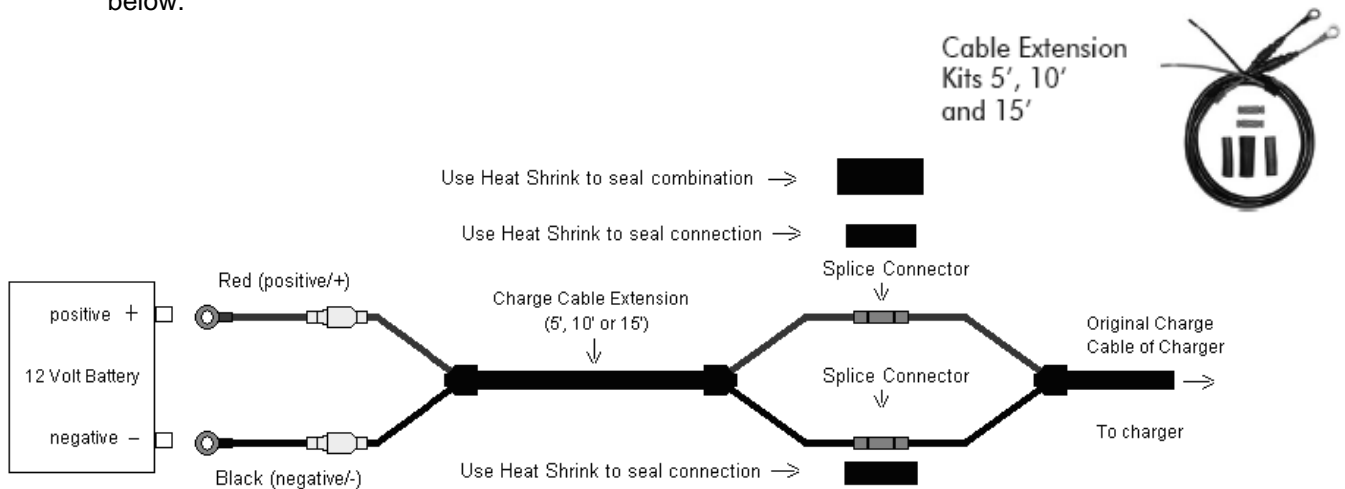 below.
Cable Extension
Kits 5’, 10’
and 15’
Use Heat Shrink to seal combination
Use Heat Shrink to seal connection
Splice Connector
Red (positive/+)
Charge Cable Extension
(5', 10' or 15')
positive +
Original Charge
Cable of Charger
12 Volt Battery
Splice Connector
negative –
To charger
Black (negative/-)
Use Heat Shrink to seal connection